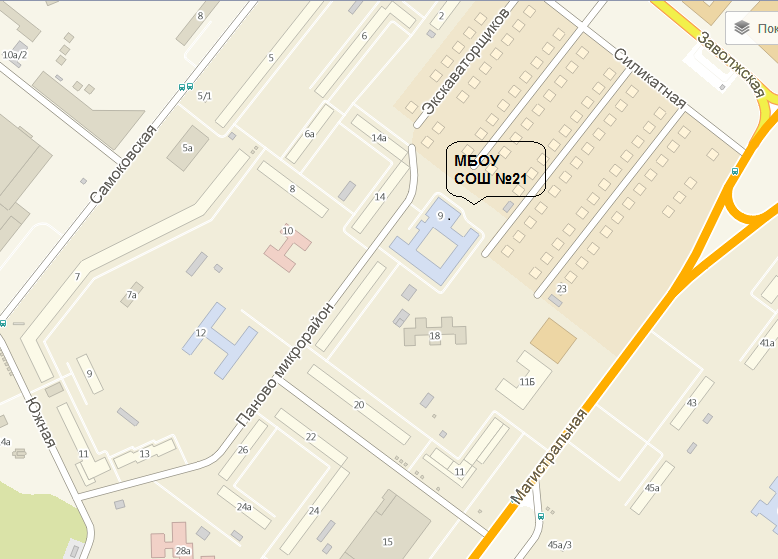 8
10а/2
6
5
5/1
Экскаваторщиков
Силикатная
Заволжская
Пок
Самоковская
5а
6а
14а
МБОУ
СОШ №21
8
14
9
10
7
7а
12
23
18
Паново микрорайон
9
11Б
41а
20
43
Южная
14а
11
13
26
22
11
Магистральная
45а
24а
24
28а
15
45а/3